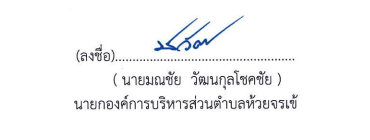 (ลงชื่อ)....................................................
( นายมณชัย วัฒนกุลโชคชัย )
นายกองค์การบริหารส่วนตำบลห้วยจรเข้